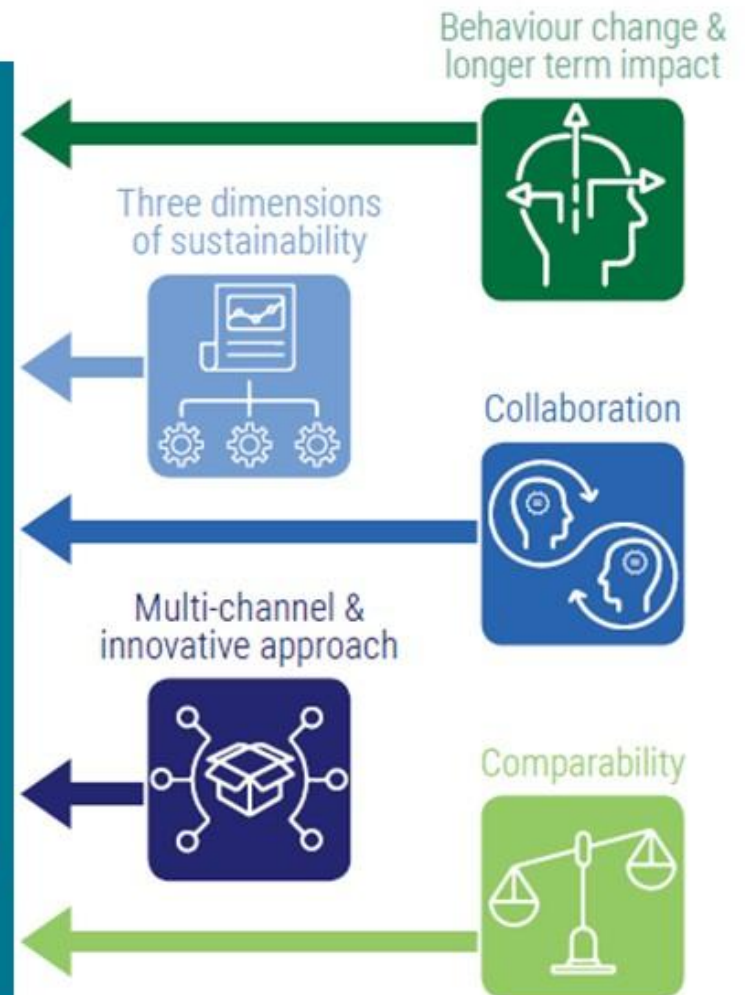 Behaviour change &
longer term impact
Three dimensions
of sustainability
Collaboration
Multi-channel &
innovative approach
Comparability